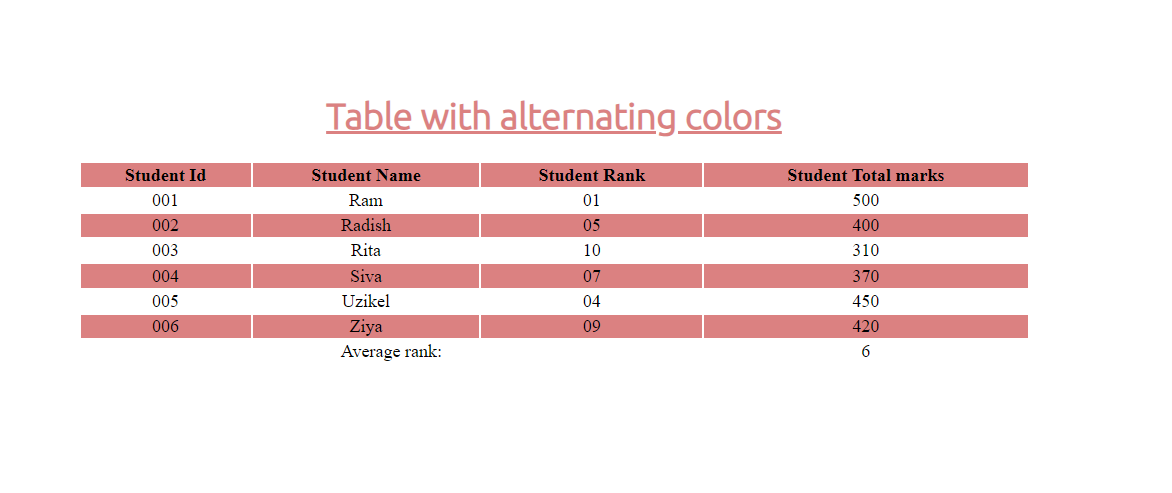 Table with alternating colors
Student Id Student Name Student Rank Student Total marks
001 Ram 01 500
002 Radish 05 400
003 Rita 10 310
004 Siva 07 370
005 Uzikel 04 450
006 Ziya 09 420
Average rank: 6